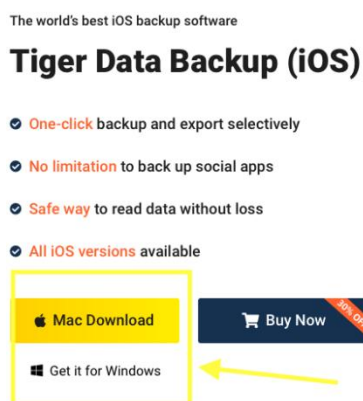 The world's best iOS backup software
Tiger Data Backup (iOS)
One-click backup and export selectively
No limitation to back up social apps
Safe way to read data without loss
All iOS versions available
Mac Download
Buy Now
30% OFF
Get it for Windows